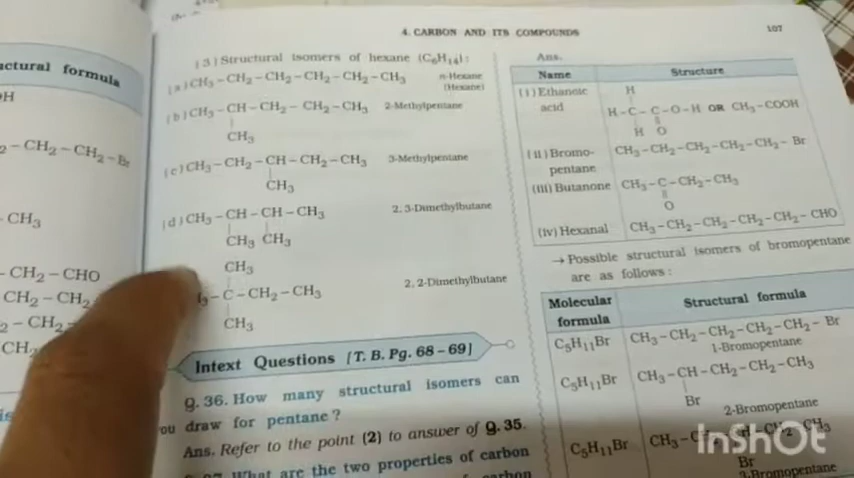 4. CARBON AND ITS COMPOUNDS
107
ctural formula
H
– CH₂ – CH₂ – Br
– CH₃
– CH₂ – CHO
CH₂ – CH₂
– CH₂ –
CH₃
(3) Structural isomers of hexane (C₆H₁₄) :
(a) CH₃ – CH₂ – CH₂ – CH₂ – CH₂ – CH₃ n-Hexane
(Hexane)
(b) CH₃ – CH – CH₂ – CH₂ – CH₃ 2-Methylpentane
|
CH₃
(c) CH₃ – CH₂ – CH – CH₂ – CH₃ 3-Methylpentane
|
CH₃
(d) CH₃ – CH – CH – CH₃ 2, 3-Dimethylbutane
| |
CH₃ CH₃
CH₃
|
– C – CH₂ – CH₃ 2, 2-Dimethylbutane
|
CH₃
Intext Questions [T. B. Pg. 68 – 69]
Q. 36. How many structural isomers can
ou draw for pentane ?
Ans. Refer to the point (2) to answer of Q. 35.
What are the two properties of carbon
Ans.
Name Structure
(i) Ethanoic acid
H
|
H – C – C – O – H OR CH₃ – COOH
| ||
H O
(ii) Bromo-
pentane
CH₃ – CH₂ – CH₂ – CH₂ – CH₂ – Br
(iii) Butanone CH₃ – C – CH₂ – CH₃
||
O
(iv) Hexanal CH₃ – CH₂ – CH₂ – CH₂ – CH₂ – CHO
→ Possible structural isomers of bromopentane
are as follows :
Molecular
formula
Structural formula
C₅H₁₁Br CH₃ – CH₂ – CH₂ – CH₂ – CH₂ – Br
1-Bromopentane
C₅H₁₁Br CH₃ – CH – CH₂ – CH₂ – CH₃
|
Br
2-Bromopentane
C₅H₁₁Br CH₃ –
Br
3-Bromopentane
InShOt